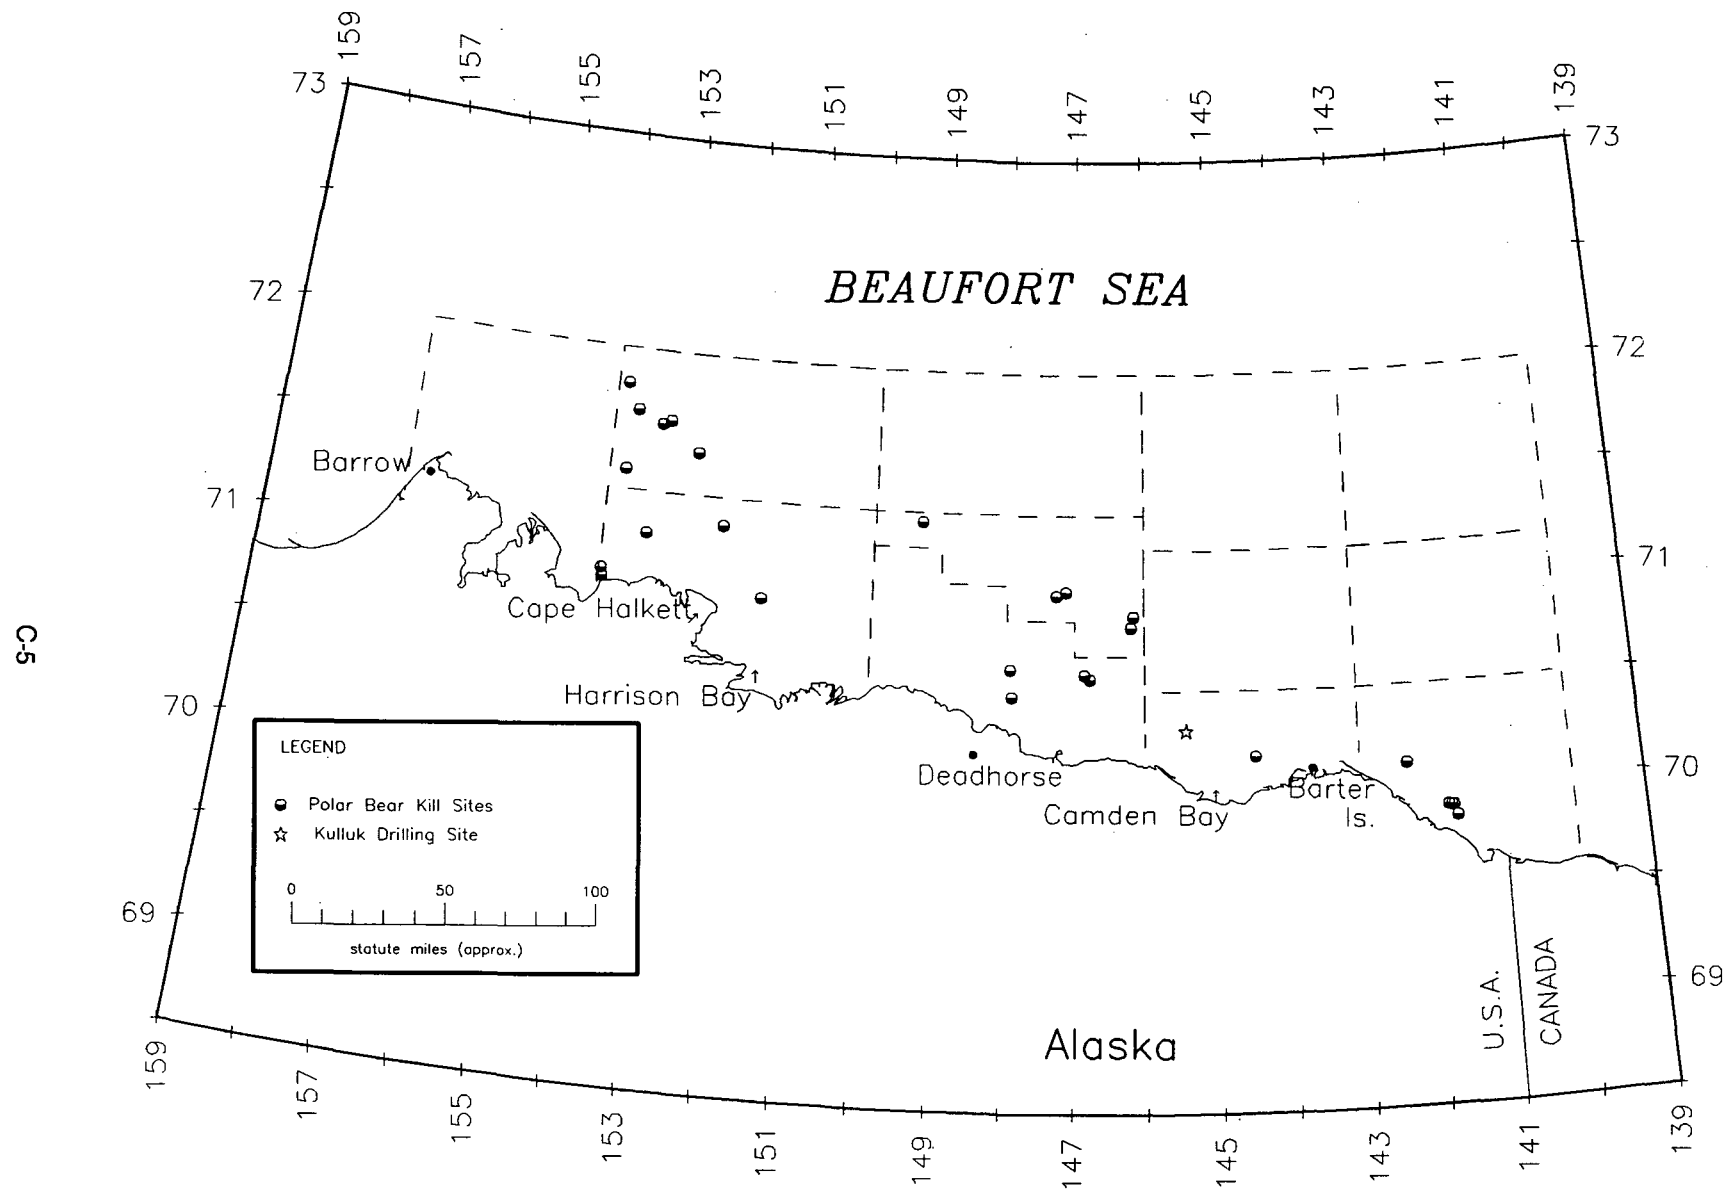 159 157 155 153 151 149 147 145 143 141 139
73 73
BEAUFORT SEA
72 72
Barrow
71 71
Cape Halkett
Harrison Bay
70 70
Deadhorse
Camden Bay
Barter
Is.
LEGEND
Polar Bear Kill Sites
Kulluk Drilling Site
0 50 100
statute miles (approx.)
69 69
U.S.A.
CANADA
Alaska
159 157 155 153 151 149 147 145 143 141 139
C-5